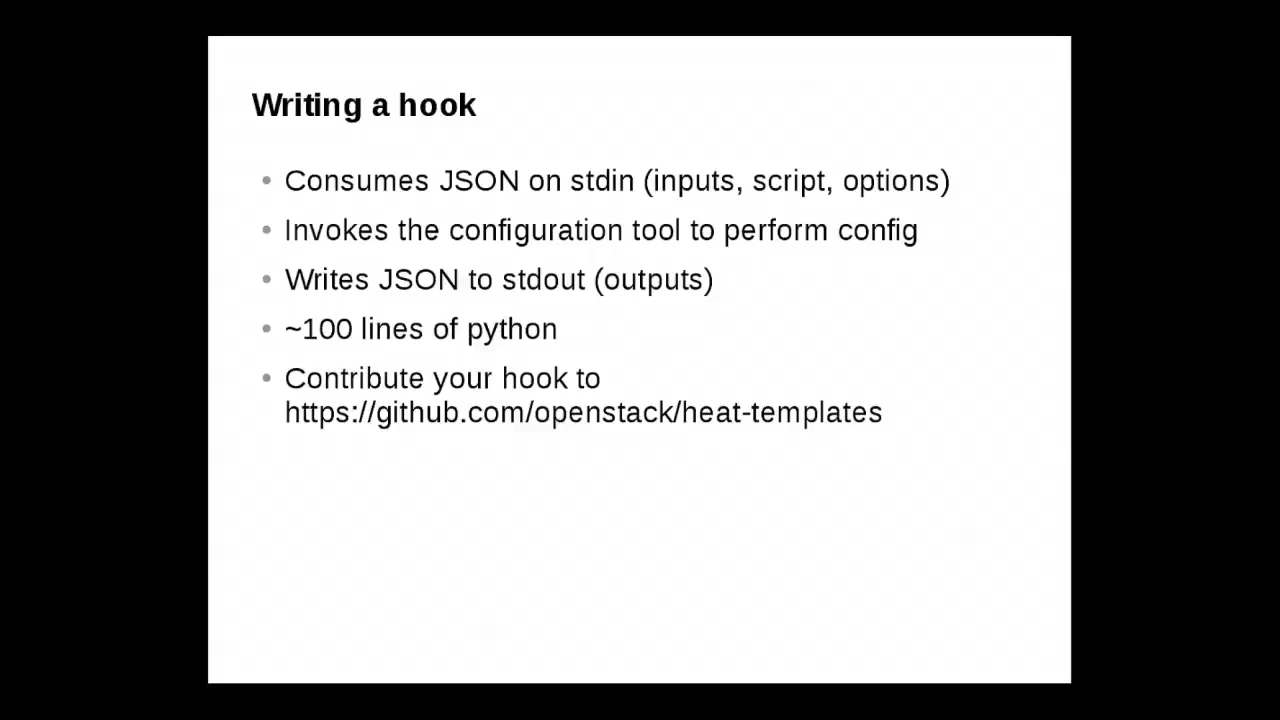 Writing a hook
• Consumes JSON on stdin (inputs, script, options)
• Invokes the configuration tool to perform config
• Writes JSON to stdout (outputs)
• ~100 lines of python
• Contribute your hook to
https://github.com/openstack/heat-templates